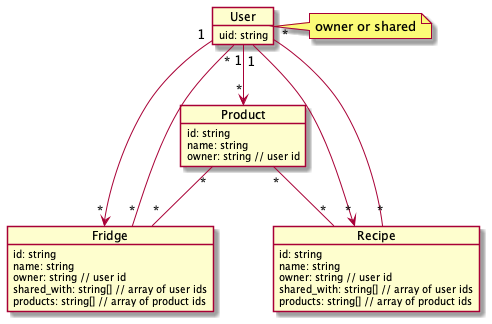 User
uid: string
owner or shared
1
*
*
1
1
*
Product
id: string
name: string
owner: string // user id
*
*
*
*
*
*
*
*
Fridge
id: string
name: string
owner: string // user id
shared_with: string[] // array of user ids
products: string[] // array of product ids
Recipe
id: string
name: string
owner: string // user id
shared_with: string[] // array of user ids
products: string[] // array of product ids